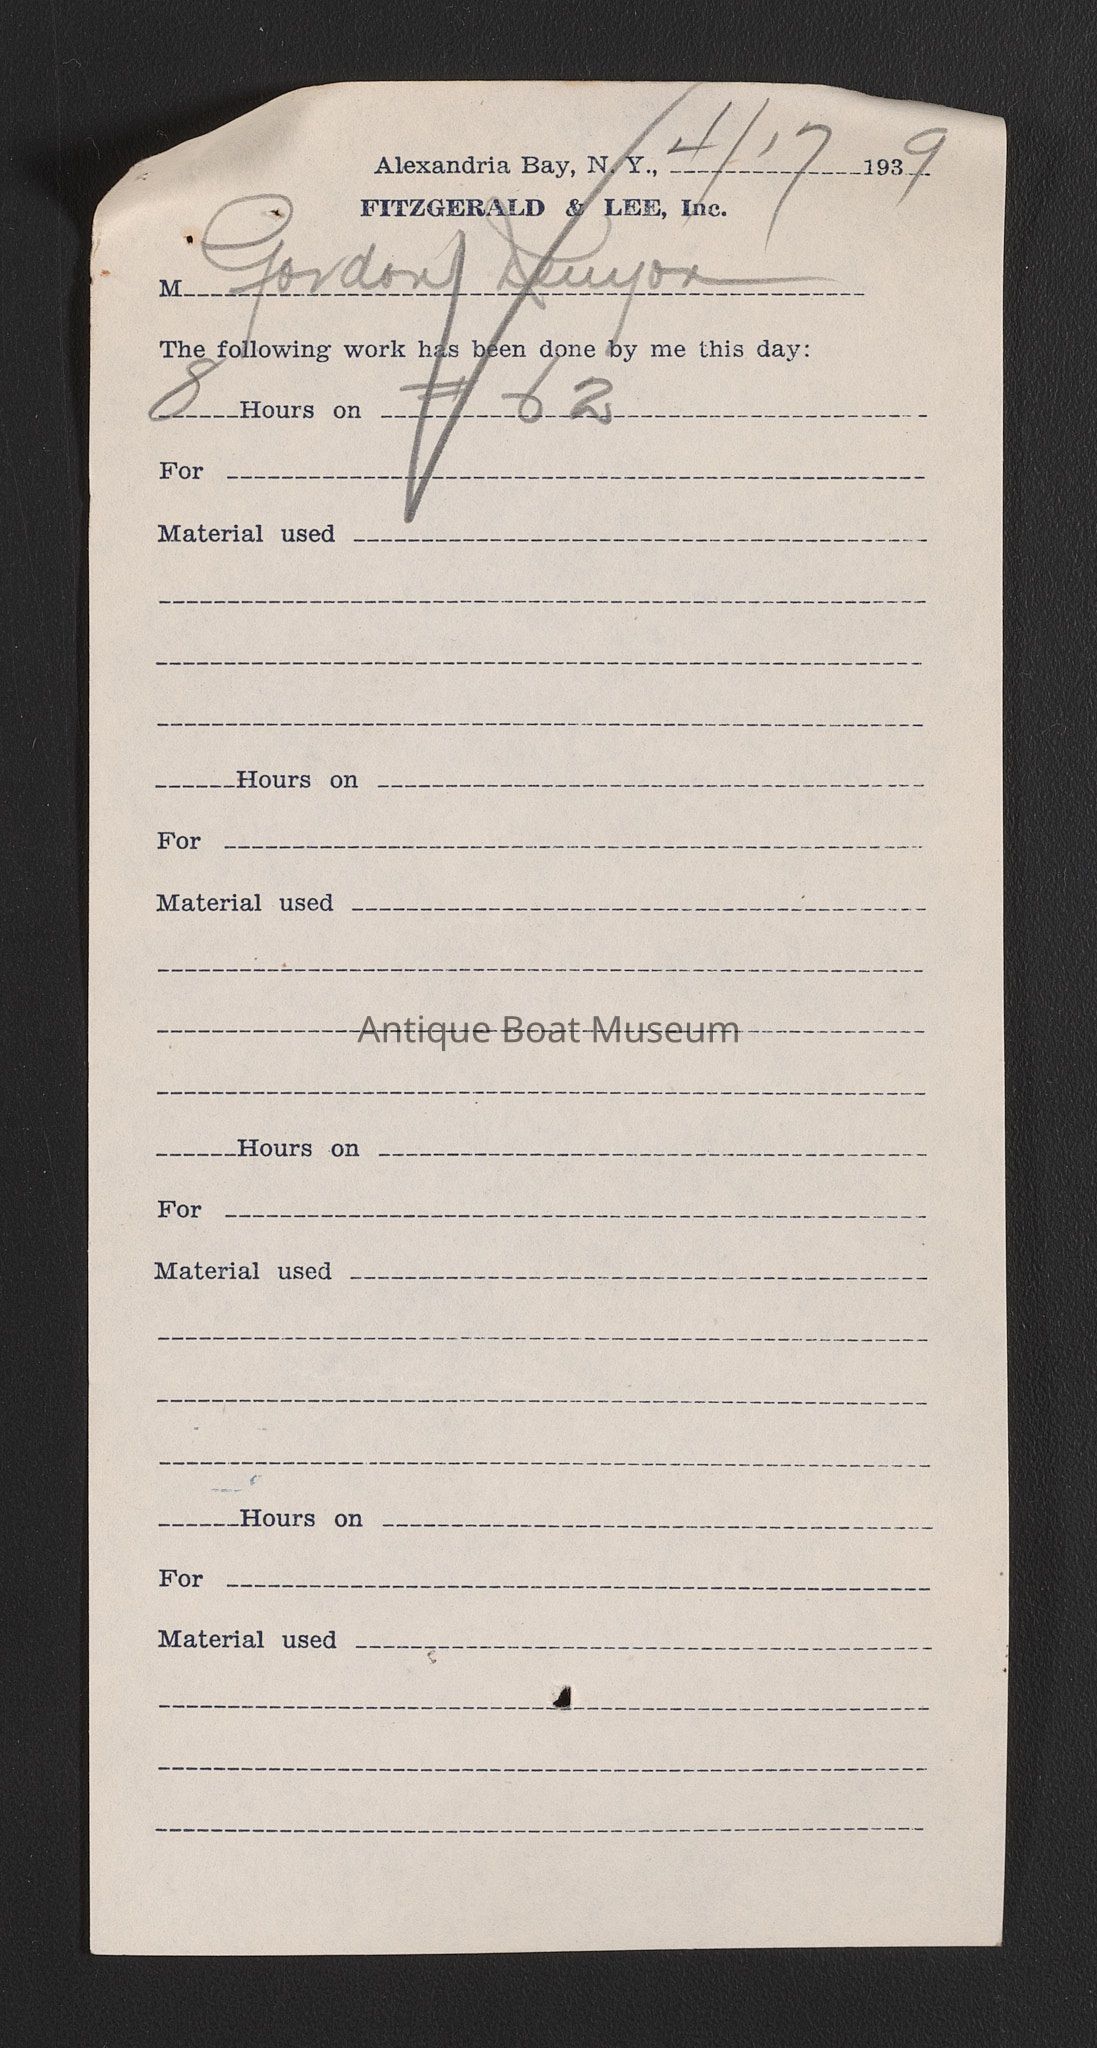 Alexandria Bay, N. Y., 4/17 1939
FITZGERALD & LEE, Inc.
M Gordon
The following work has been done by me this day:
8 Hours on # 62
For
Material used
Hours on
For
Material used
Antique Boat Museum
Hours on
For
Material used
Hours on
For
Material used